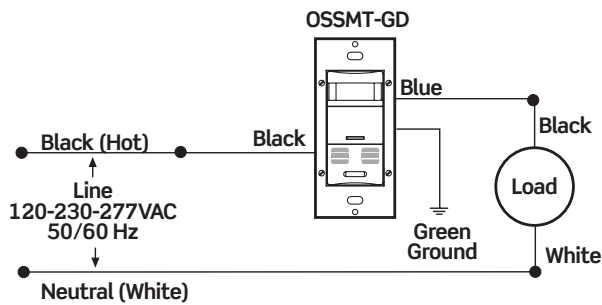 OSSMT-GD
Blue
Black
Black (Hot)
Black
Line
120-230-277VAC
50/60 Hz
Load
Green
Ground
White
Neutral (White)